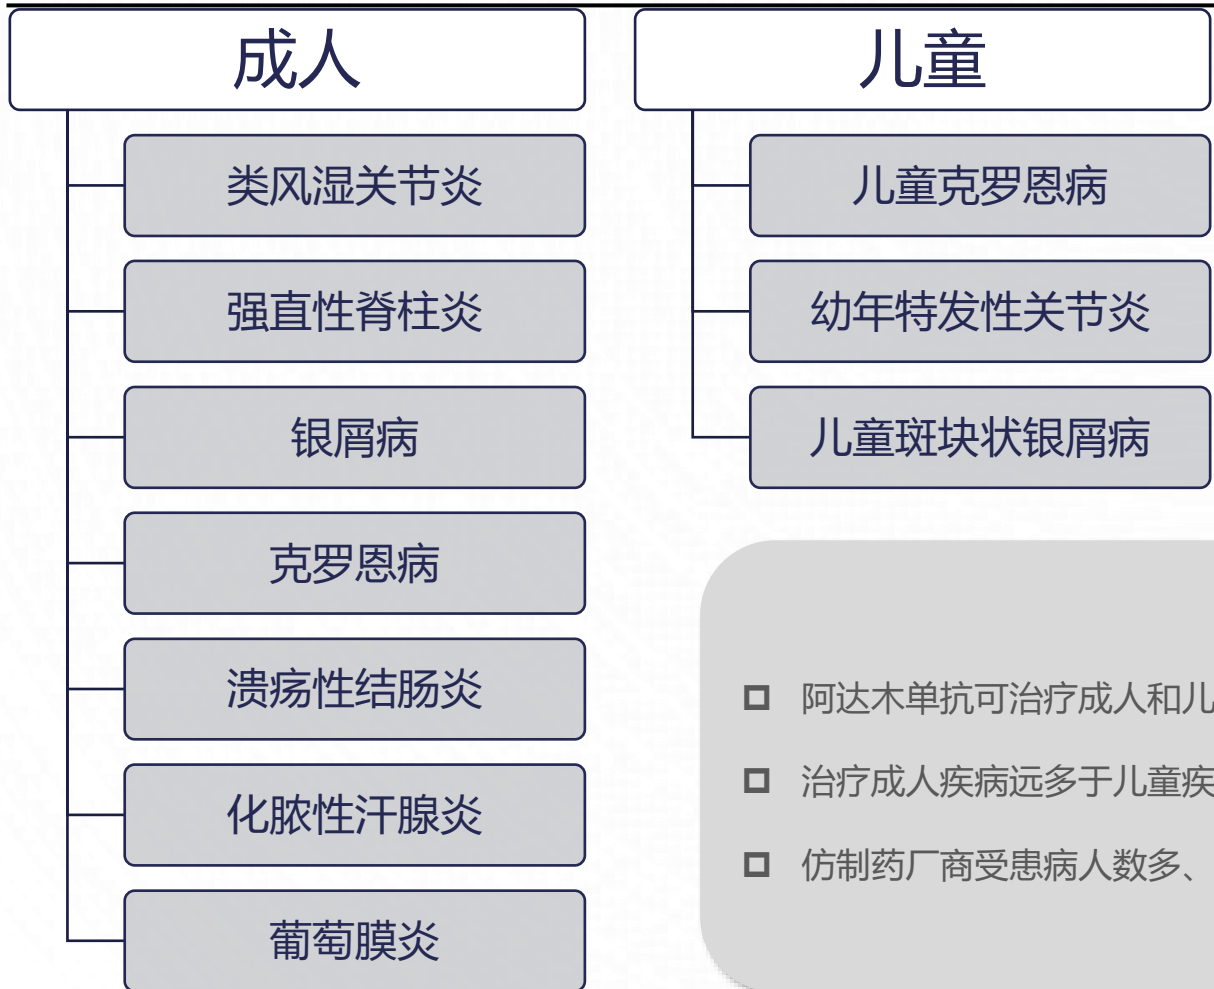 成人
类风湿关节炎
强直性脊柱炎
银屑病
克罗恩病
溃疡性结肠炎
化脓性汗腺炎
葡萄膜炎
儿童
儿童克罗恩病
幼年特发性关节炎
儿童斑块状银屑病
阿达木单抗可治疗成人和儿
治疗成人疾病远多于儿童疾
仿制药厂商受患病人数多、